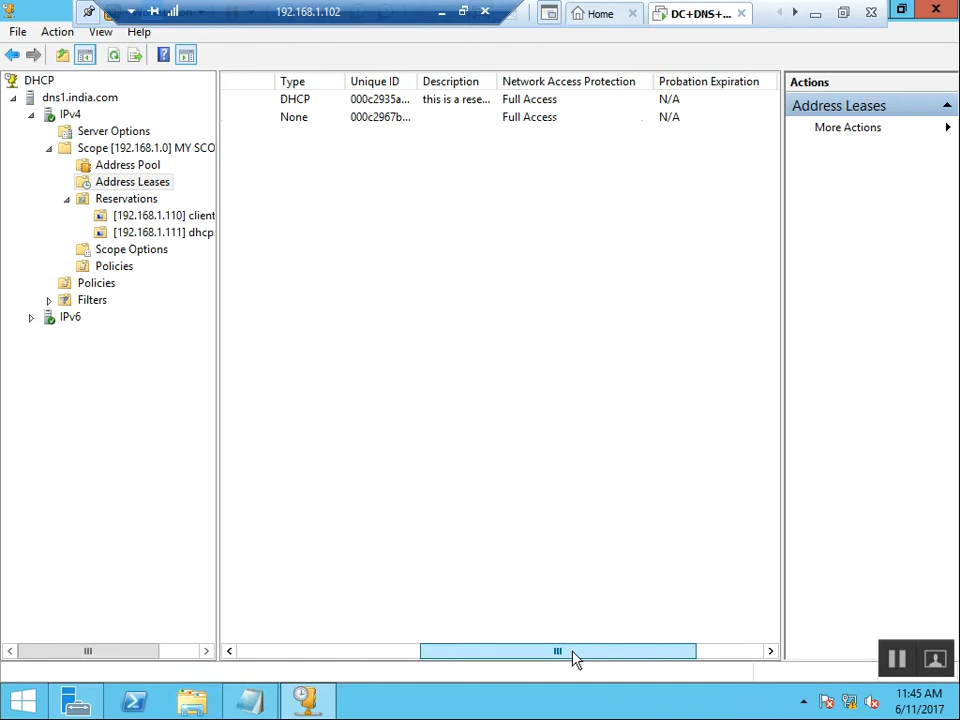 192.168.1.102
Home
DC+DNS+...
File Action View Help
DHCP
dns1.india.com
IPv4
Server Options
Scope [192.168.1.0] MY SCO
Address Pool
Address Leases
Reservations
[192.168.1.110] client
[192.168.1.111] dhcp.
Scope Options
Policies
Policies
Filters
IPv6
Type Unique ID Description Network Access Protection Probation Expiration
DHCP 000c2935a... this is a rese... Full Access N/A
None 000c2967b... Full Access N/A
Actions
Address Leases
More Actions
11:45 AM
6/11/2017